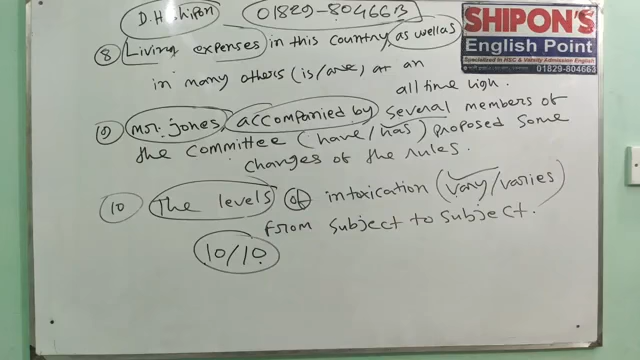 D.H Shipon 01829-804663
SHIPON'S
English Point
Specialized in HSC & Varsity Admission English
01829-804663
⑧ Living expenses in this country, as well as
in many others (is/are) at an
all time high.
⑨ Mr. Jones, accompanied by several members of
the committee (have/has) proposed some
changes of the rules.
⑩ The levels of intoxication (vary/varies)
from subject to subject.
10/10